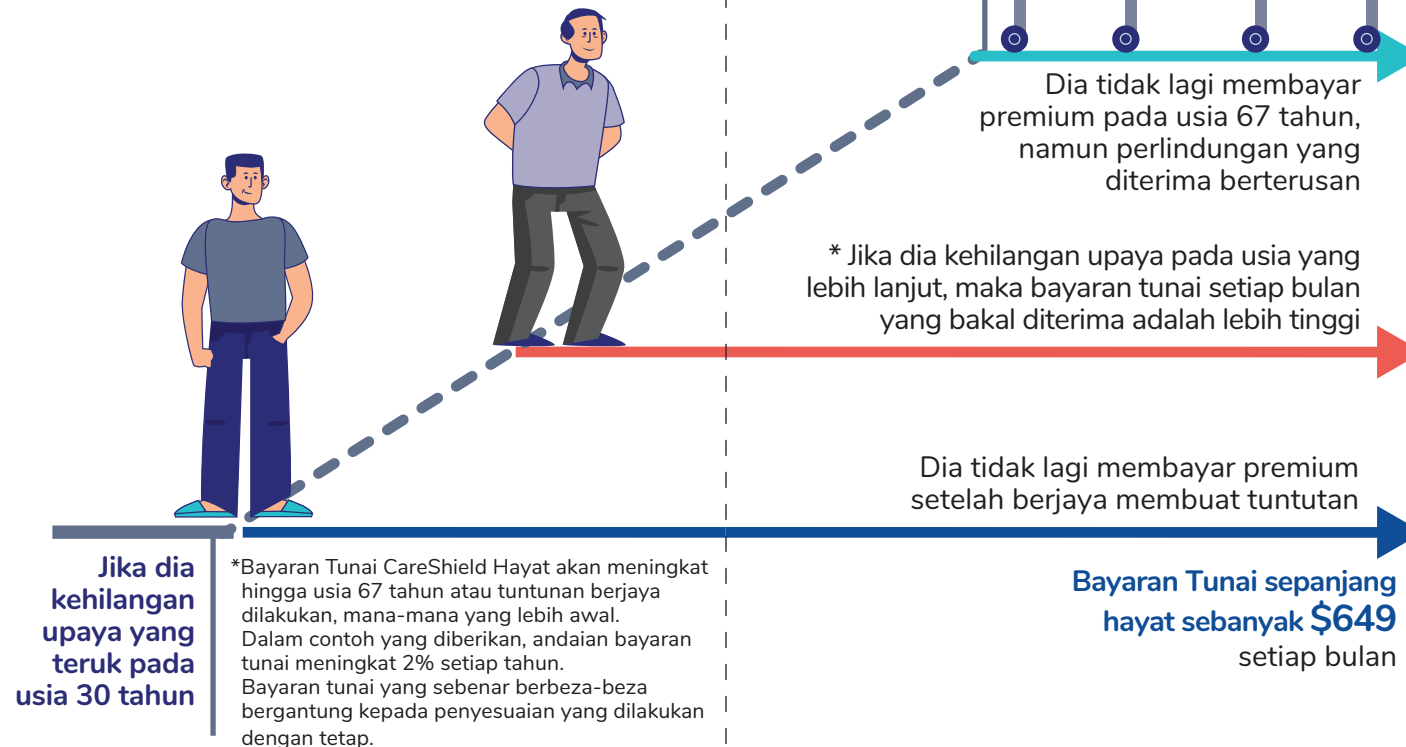 Dia tidak lagi membayar
premium pada usia 67 tahun,
namun perlindungan yang
diterima berterusan
* Jika dia kehilangan upaya pada usia yang
lebih lanjut, maka bayaran tunai setiap bulan
yang bakal diterima adalah lebih tinggi
Dia tidak lagi membayar premium
setelah berjaya membuat tuntutan
Jika dia
kehilangan
upaya yang
teruk pada
usia 30 tahun
*Bayaran Tunai CareShield Hayat akan meningkat
hingga usia 67 tahun atau tuntunan berjaya
dilakukan, mana-mana yang lebih awal.
Dalam contoh yang diberikan, andaian bayaran
tunai meningkat 2% setiap tahun.
Bayaran tunai yang sebenar berbeza-beza
bergantung kepada penyesuaian yang dilakukan
dengan tetap.
Bayaran Tunai sepanjang
hayat sebanyak $649
setiap bulan